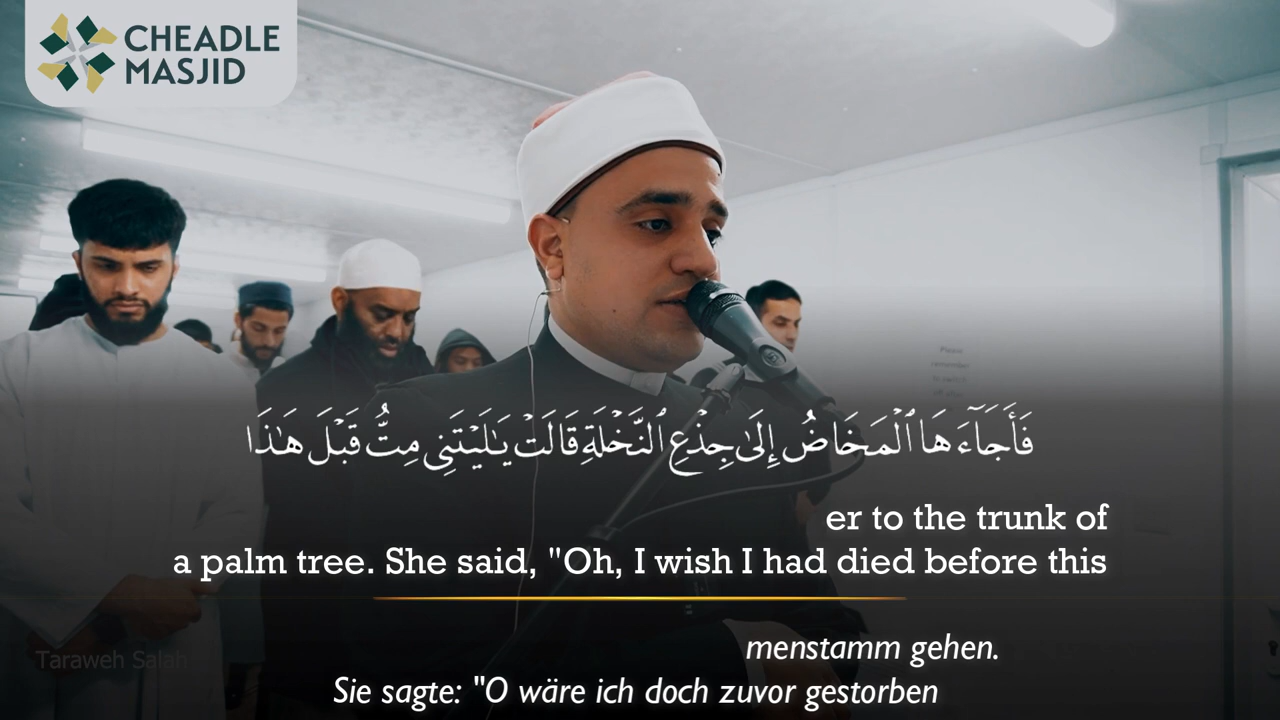 CHEADLE
MASJID
فَأَجَآءَهَا ٱلْمَخَاضُ إِلَىٰ جِذْعِ ٱلنَّخْلَةِ قَالَتْ يَـٰلَيْتَنِى مِتُّ قَبْلَ هَـٰذَا
er to the trunk of
a palm tree. She said, "Oh, I wish I had died before this
menstamm gehen.
Taraweh Salah
Sie sagte: "O wäre ich doch zuvor gestorben